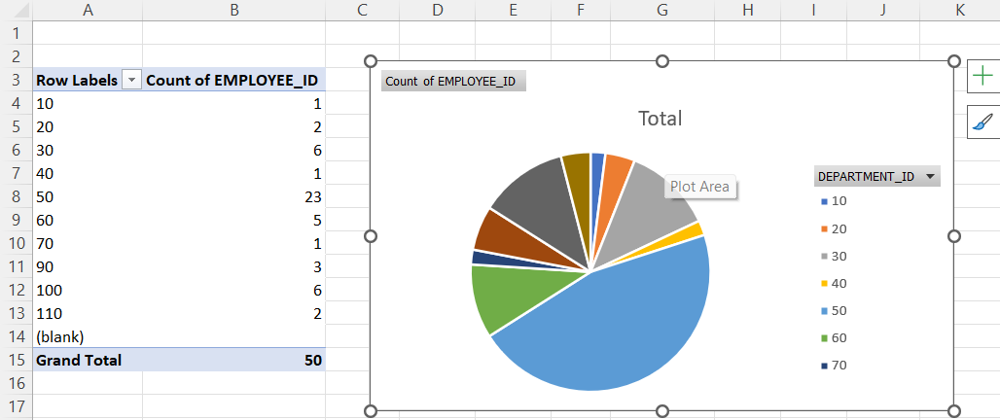 A B C D E F G H I J K
1
2
3 Row Labels Count of EMPLOYEE_ID
4 10 1
5 20 2
6 30 6
7 40 1
8 50 23
9 60 5
10 70 1
11 90 3
12 100 6
13 110 2
14 (blank)
15 Grand Total 50
16
17
Count of EMPLOYEE_ID
Total
Plot Area
DEPARTMENT_ID
10
20
30
40
50
60
70